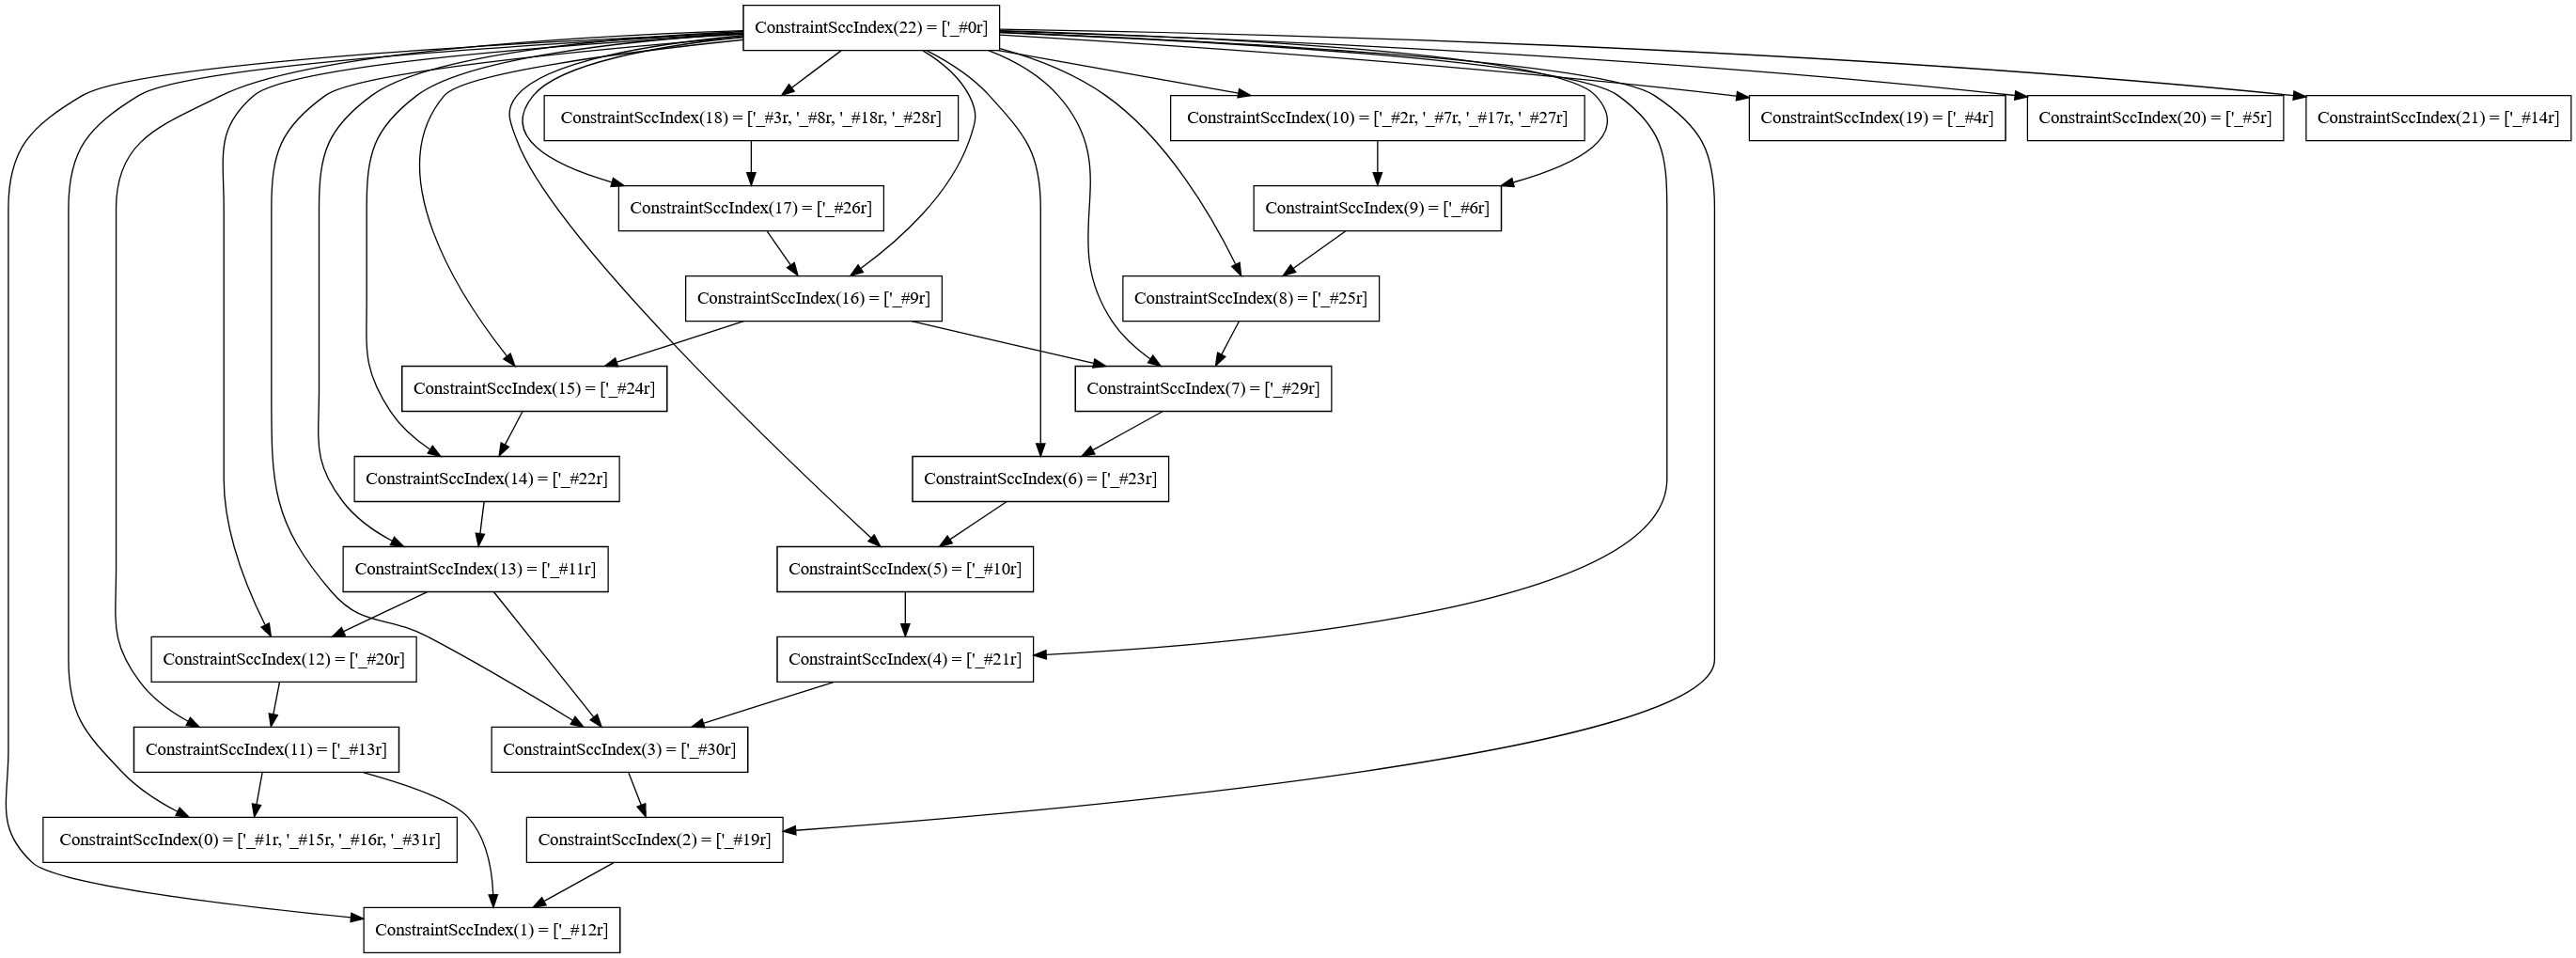 ConstraintSccIndex(22) = ['_#0r]
ConstraintSccIndex(18) = ['_#3r, '_#8r, '_#18r, '_#28r]
ConstraintSccIndex(10) = ['_#2r, '_#7r, '_#17r, '_#27r]
ConstraintSccIndex(19) = ['_#4r]
ConstraintSccIndex(20) = ['_#5r]
ConstraintSccIndex(21) = ['_#14r]
ConstraintSccIndex(17) = ['_#26r]
ConstraintSccIndex(9) = ['_#6r]
ConstraintSccIndex(16) = ['_#9r]
ConstraintSccIndex(8) = ['_#25r]
ConstraintSccIndex(15) = ['_#24r]
ConstraintSccIndex(7) = ['_#29r]
ConstraintSccIndex(14) = ['_#22r]
ConstraintSccIndex(6) = ['_#23r]
ConstraintSccIndex(13) = ['_#11r]
ConstraintSccIndex(5) = ['_#10r]
ConstraintSccIndex(12) = ['_#20r]
ConstraintSccIndex(4) = ['_#21r]
ConstraintSccIndex(11) = ['_#13r]
ConstraintSccIndex(3) = ['_#30r]
ConstraintSccIndex(0) = ['_#1r, '_#15r, '_#16r, '_#31r]
ConstraintSccIndex(2) = ['_#19r]
ConstraintSccIndex(1) = ['_#12r]